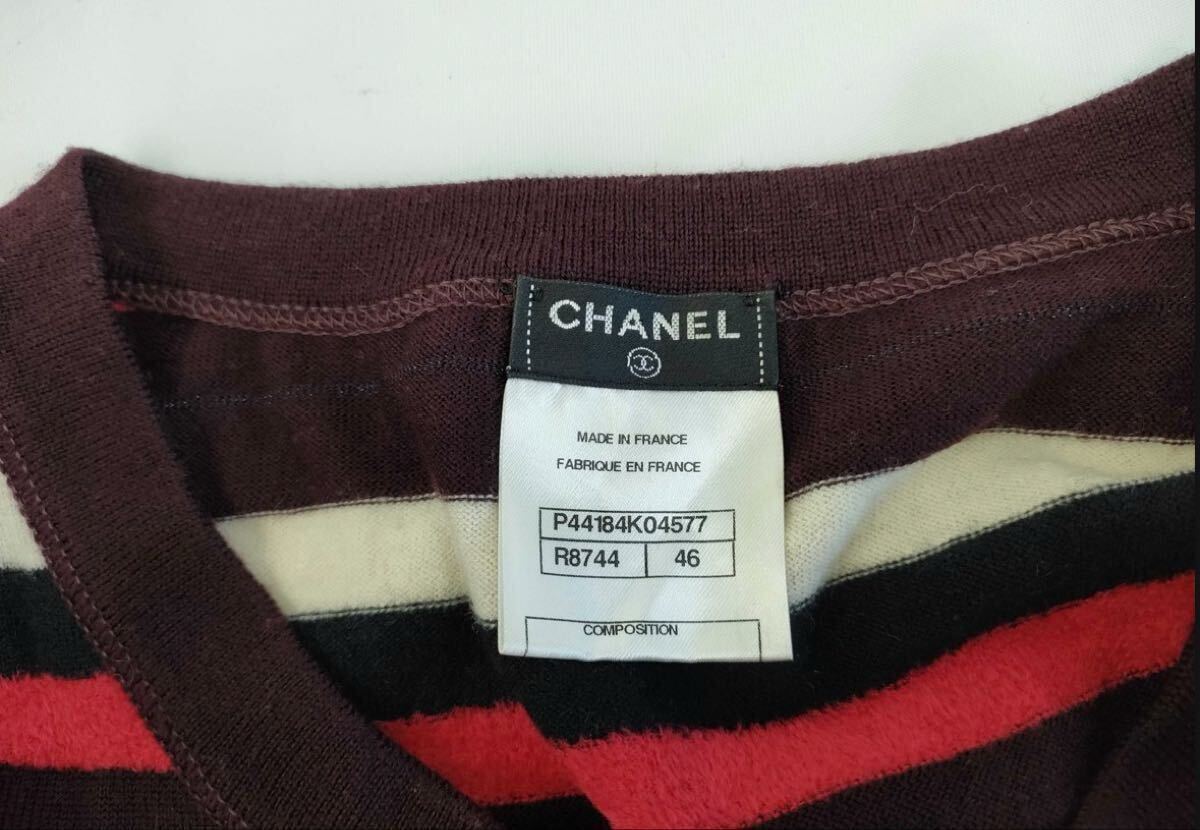 CHANEL
MADE IN FRANCE
FABRIQUE EN FRANCE
P44184K04577
R8744 46
COMPOSITION